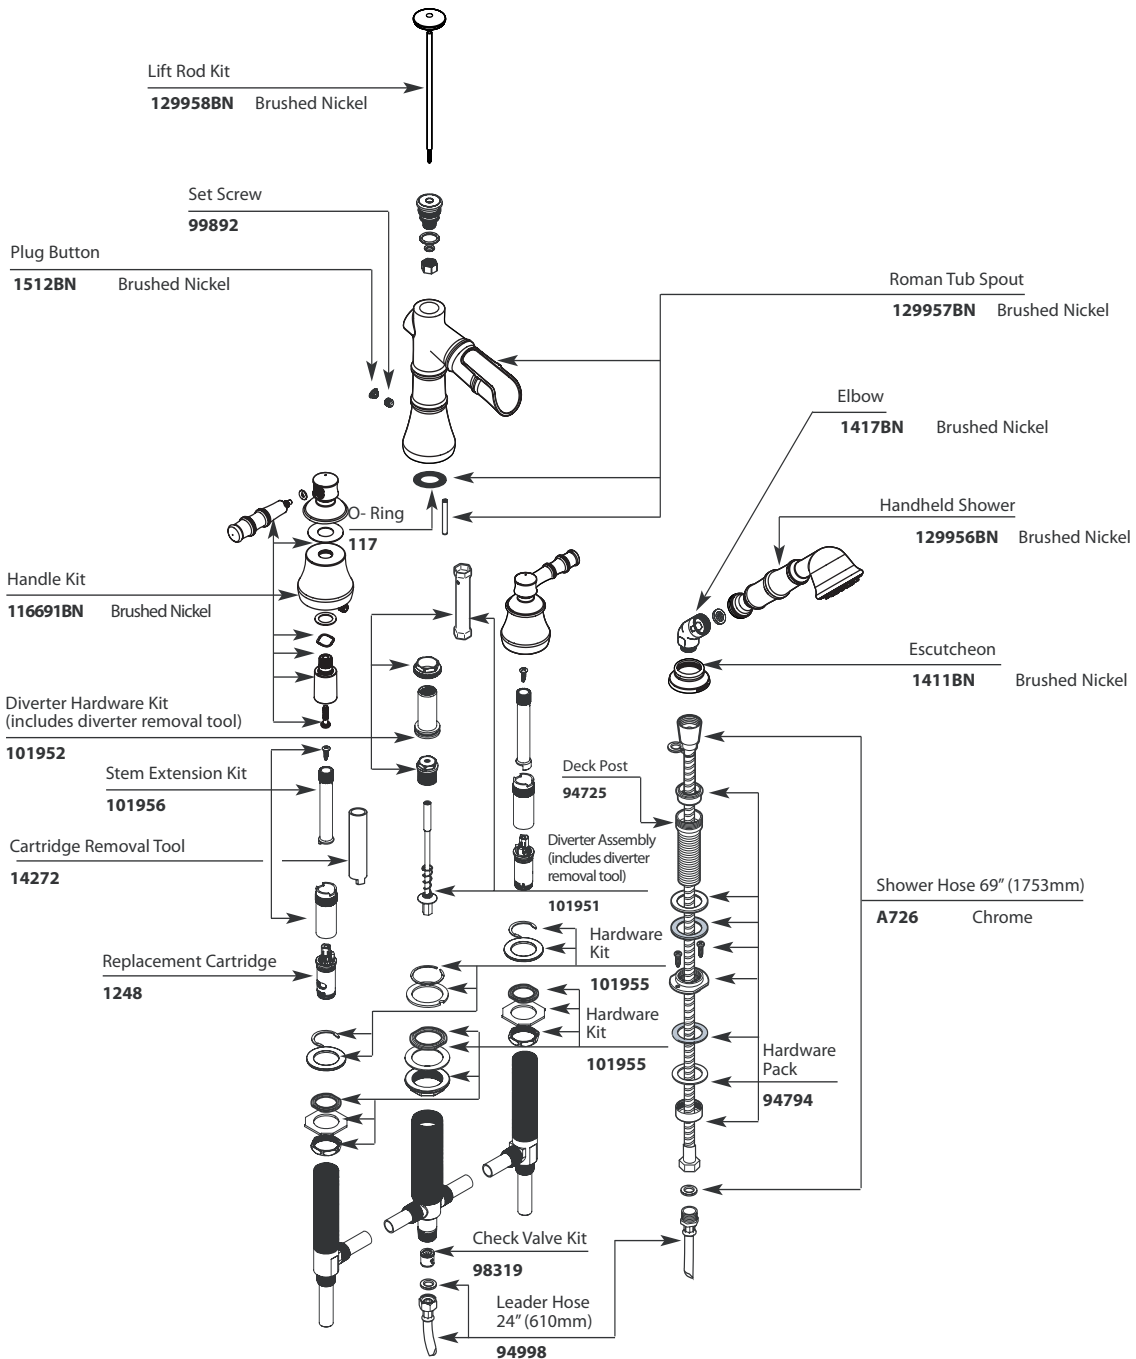 Lift Rod Kit
129958BN Brushed Nickel
Set Screw
99892
Plug Button
1512BN Brushed Nickel
Roman Tub Spout
129957BN Brushed Nickel
Elbow
1417BN Brushed Nickel
Handheld Shower
129956BN Brushed Nickel
O- Ring
117
Handle Kit
116691BN Brushed Nickel
Escutcheon
1411BN Brushed Nickel
Diverter Hardware Kit
(includes diverter removal tool)
101952
Stem Extension Kit
101956
Deck Post
94725
Cartridge Removal Tool
14272
Diverter Assembly
(includes diverter
removal tool)
101951
Shower Hose 69” (1753mm)
A726 Chrome
Replacement Cartridge
1248
Hardware
Kit
101955
Hardware
Kit
101955
Hardware
Pack
94794
Check Valve Kit
98319
Leader Hose
24” (610mm)
94998